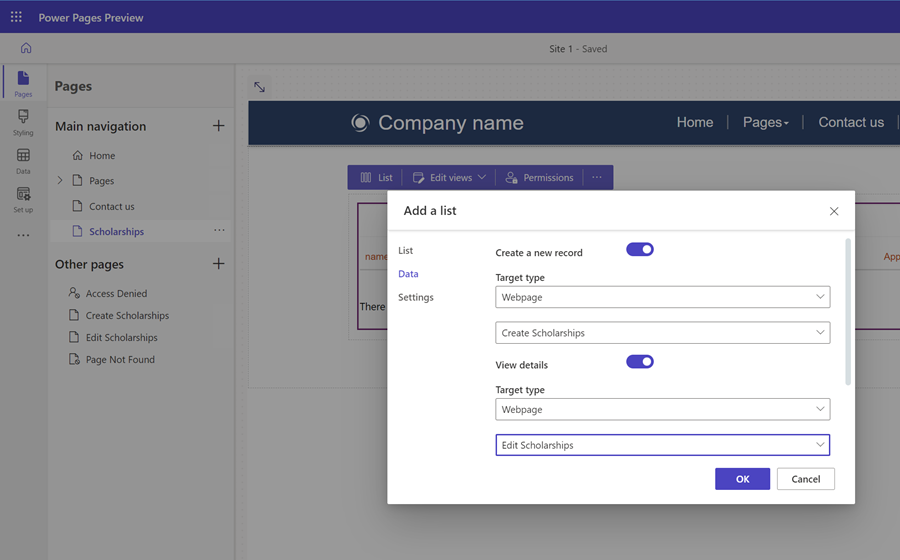 Power Pages Preview
Site 1 - Saved
Pages
Styling
Data
Set up
Pages
Main navigation
Home
Pages
Contact us
Scholarships
Other pages
Access Denied
Create Scholarships
Edit Scholarships
Page Not Found
Company name
Home
Pages
Contact us
List
Edit views
Permissions
name
App
There
Add a list
List
Data
Settings
Create a new record
Target type
Webpage
Create Scholarships
View details
Target type
Webpage
Edit Scholarships
OK
Cancel